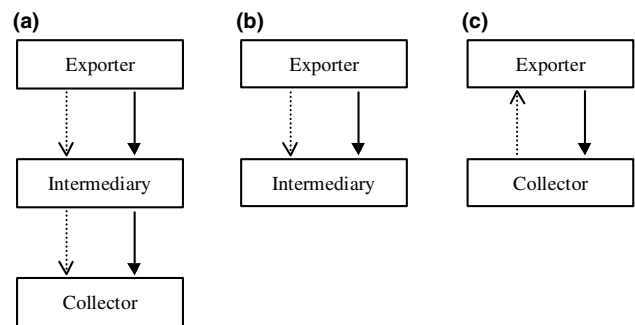 (a)
Exporter
Intermediary
Collector
(b)
Exporter
Intermediary
(c)
Exporter
Collector